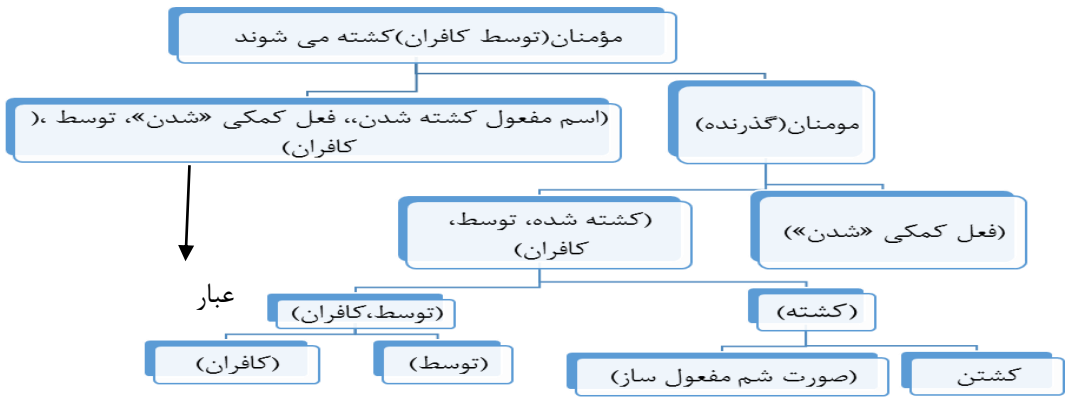 مؤمنان(توسط کافران)کشته می شوند
مومنان(گذرنده)
(اسم مفعول کشته شدن،، فعل کمکی «شدن»، توسط ،(
کافران)
(فعل کمکی «شدن»)
(کشته شده، توسط،
کافران)
عبار
(کشته)
(توسط،کافران)
کشتن
(صورت شم مفعول ساز)
(توسط)
(کافران)